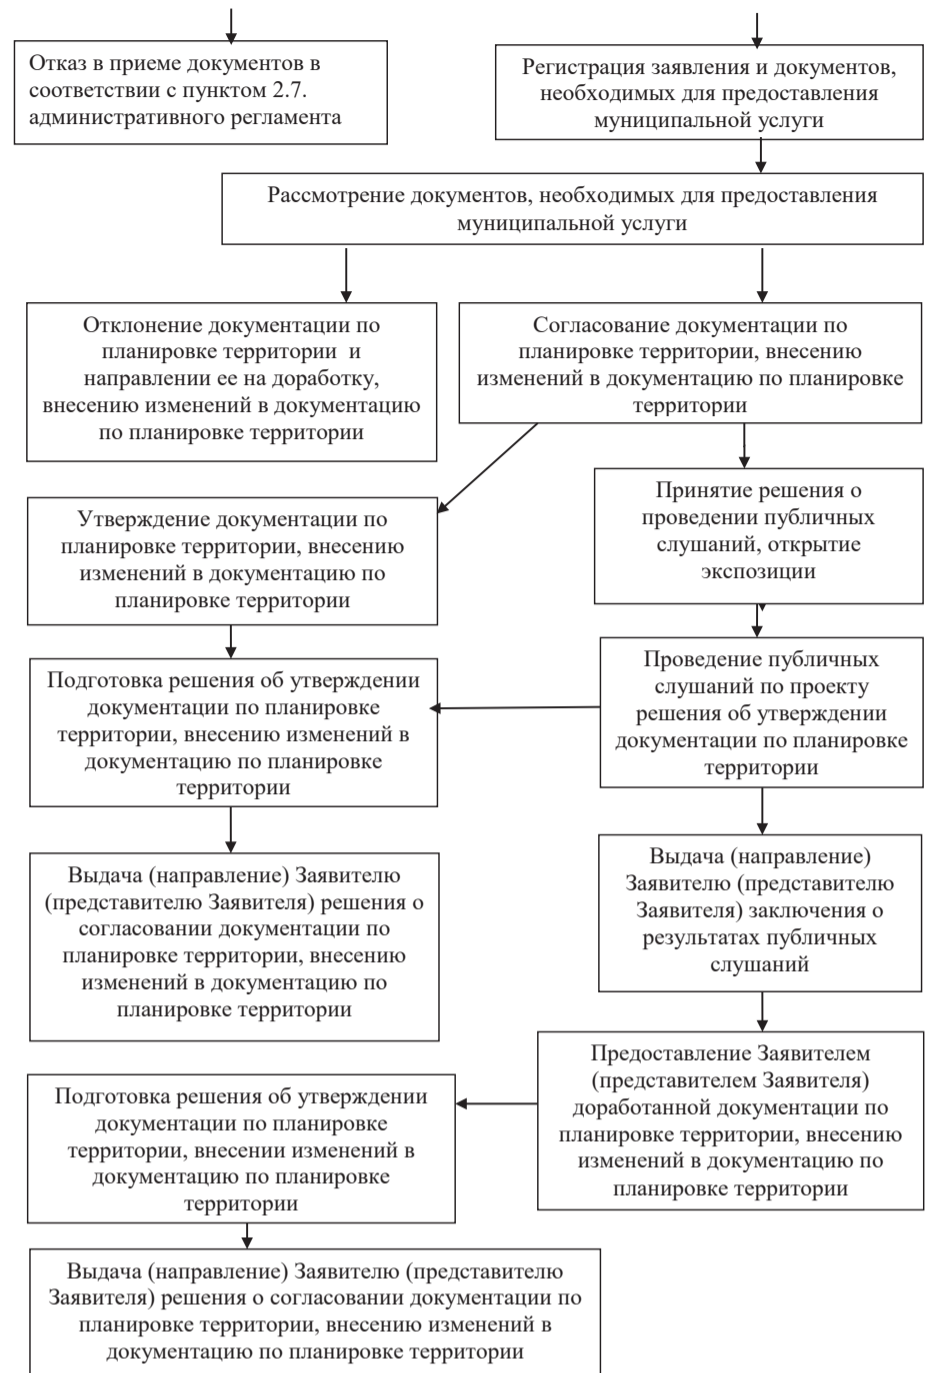 Отказ в приеме документов в
соответствии с пунктом 2.7.
административного регламента
Регистрация заявления и документов,
необходимых для предоставления
муниципальной услуги
Рассмотрение документов, необходимых для предоставления
муниципальной услуги
Отклонение документации по
планировке территории и
направлении ее на доработку,
внесению изменений в документацию
по планировке территории
Согласование документации по
планировке территории, внесению
изменений в документацию по планировке
территории
Утверждение документации по
планировке территории, внесению
изменений в документацию по
планировке территории
Принятие решения о
проведении публичных
слушаний, открытие
экспозиции
Подготовка решения об утверждении
документации по планировке
территории, внесению изменений в
документацию по планировке
территории
Проведение публичных
слушаний по проекту
решения об утверждении
документации по планировке
территории
Выдача (направление) Заявителю
(представителю Заявителя) решения о
согласовании документации по
планировке территории, внесению
изменений в документацию по
планировке территории
Выдача (направление)
Заявителю (представителю
Заявителя) заключения о
результатах публичных
слушаний
Предоставление Заявителем
(представителем Заявителя)
доработанной документации по
планировке территории, внесению
изменений в документацию по
планировке территории
Подготовка решения об утверждении
документации по планировке
территории, внесении изменений в
документацию по планировке
территории
Выдача (направление) Заявителю (представителю
Заявителя) решения о согласовании документации по
планировке территории, внесению изменений в
документацию по планировке территории